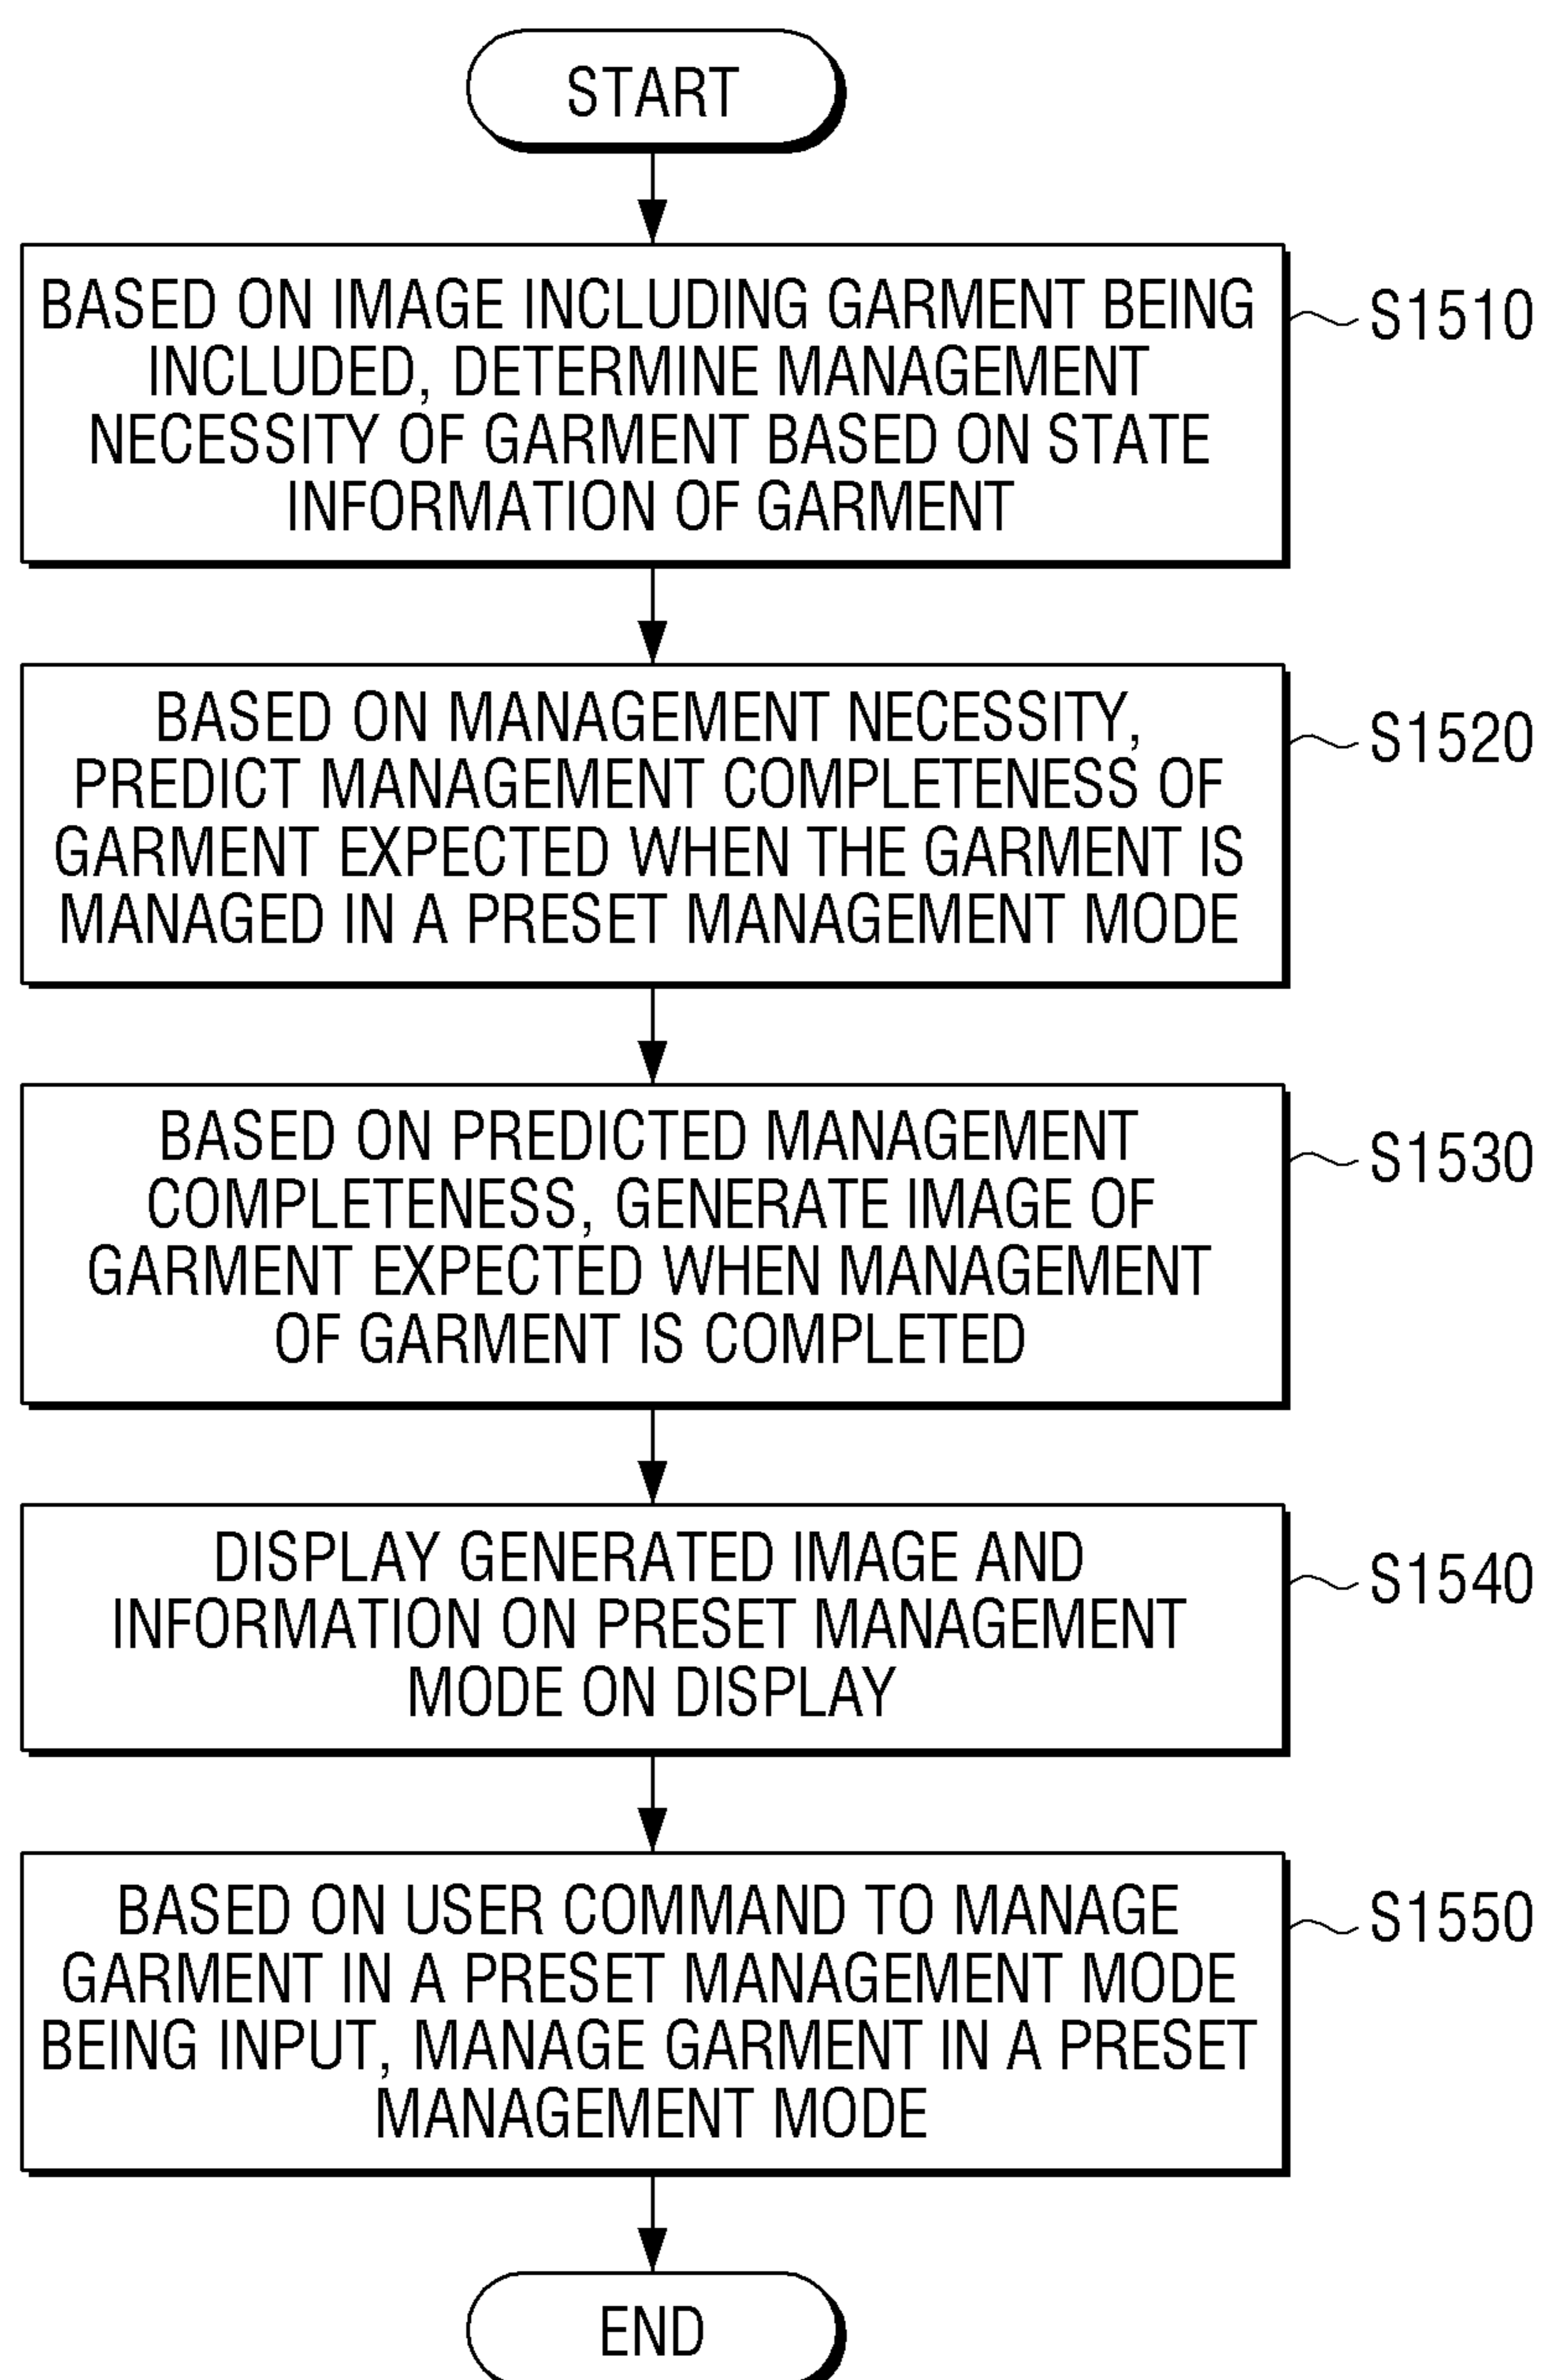 START
BASED ON IMAGE INCLUDING GARMENT BEING
INCLUDED, DETERMINE MANAGEMENT
NECESSITY OF GARMENT BASED ON STATE
INFORMATION OF GARMENT
S1510
BASED ON MANAGEMENT NECESSITY,
PREDICT MANAGEMENT COMPLETENESS OF
GARMENT EXPECTED WHEN THE GARMENT IS
MANAGED IN A PRESET MANAGEMENT MODE
S1520
BASED ON PREDICTED MANAGEMENT
COMPLETENESS, GENERATE IMAGE OF
GARMENT EXPECTED WHEN MANAGEMENT
OF GARMENT IS COMPLETED
S1530
DISPLAY GENERATED IMAGE AND
INFORMATION ON PRESET MANAGEMENT
MODE ON DISPLAY
S1540
BASED ON USER COMMAND TO MANAGE
GARMENT IN A PRESET MANAGEMENT MODE
BEING INPUT, MANAGE GARMENT IN A PRESET
MANAGEMENT MODE
S1550
END